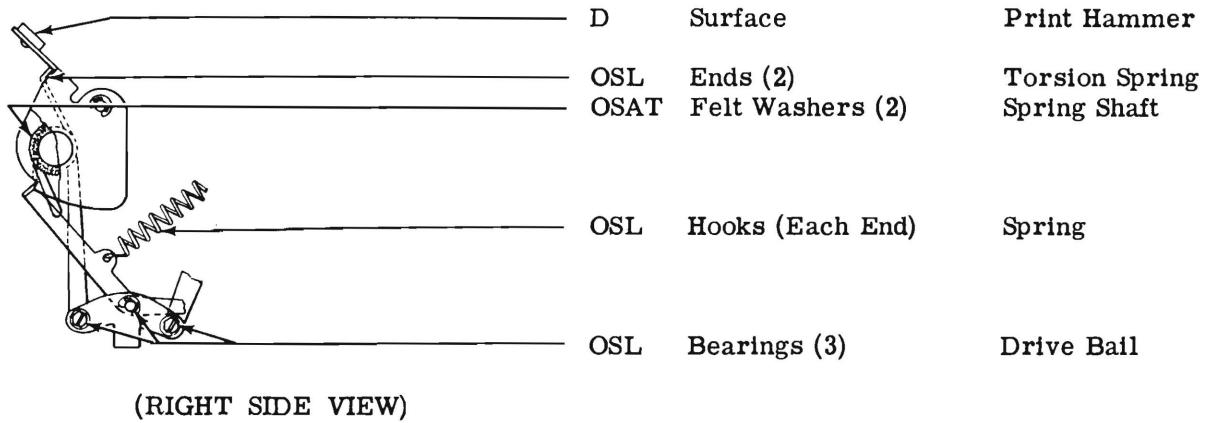 D Surface Print Hammer
OSL Ends (2) Torsion Spring
OSAT Felt Washers (2) Spring Shaft
OSL Hooks (Each End) Spring
OSL Bearings (3) Drive Bail
(RIGHT SIDE VIEW)